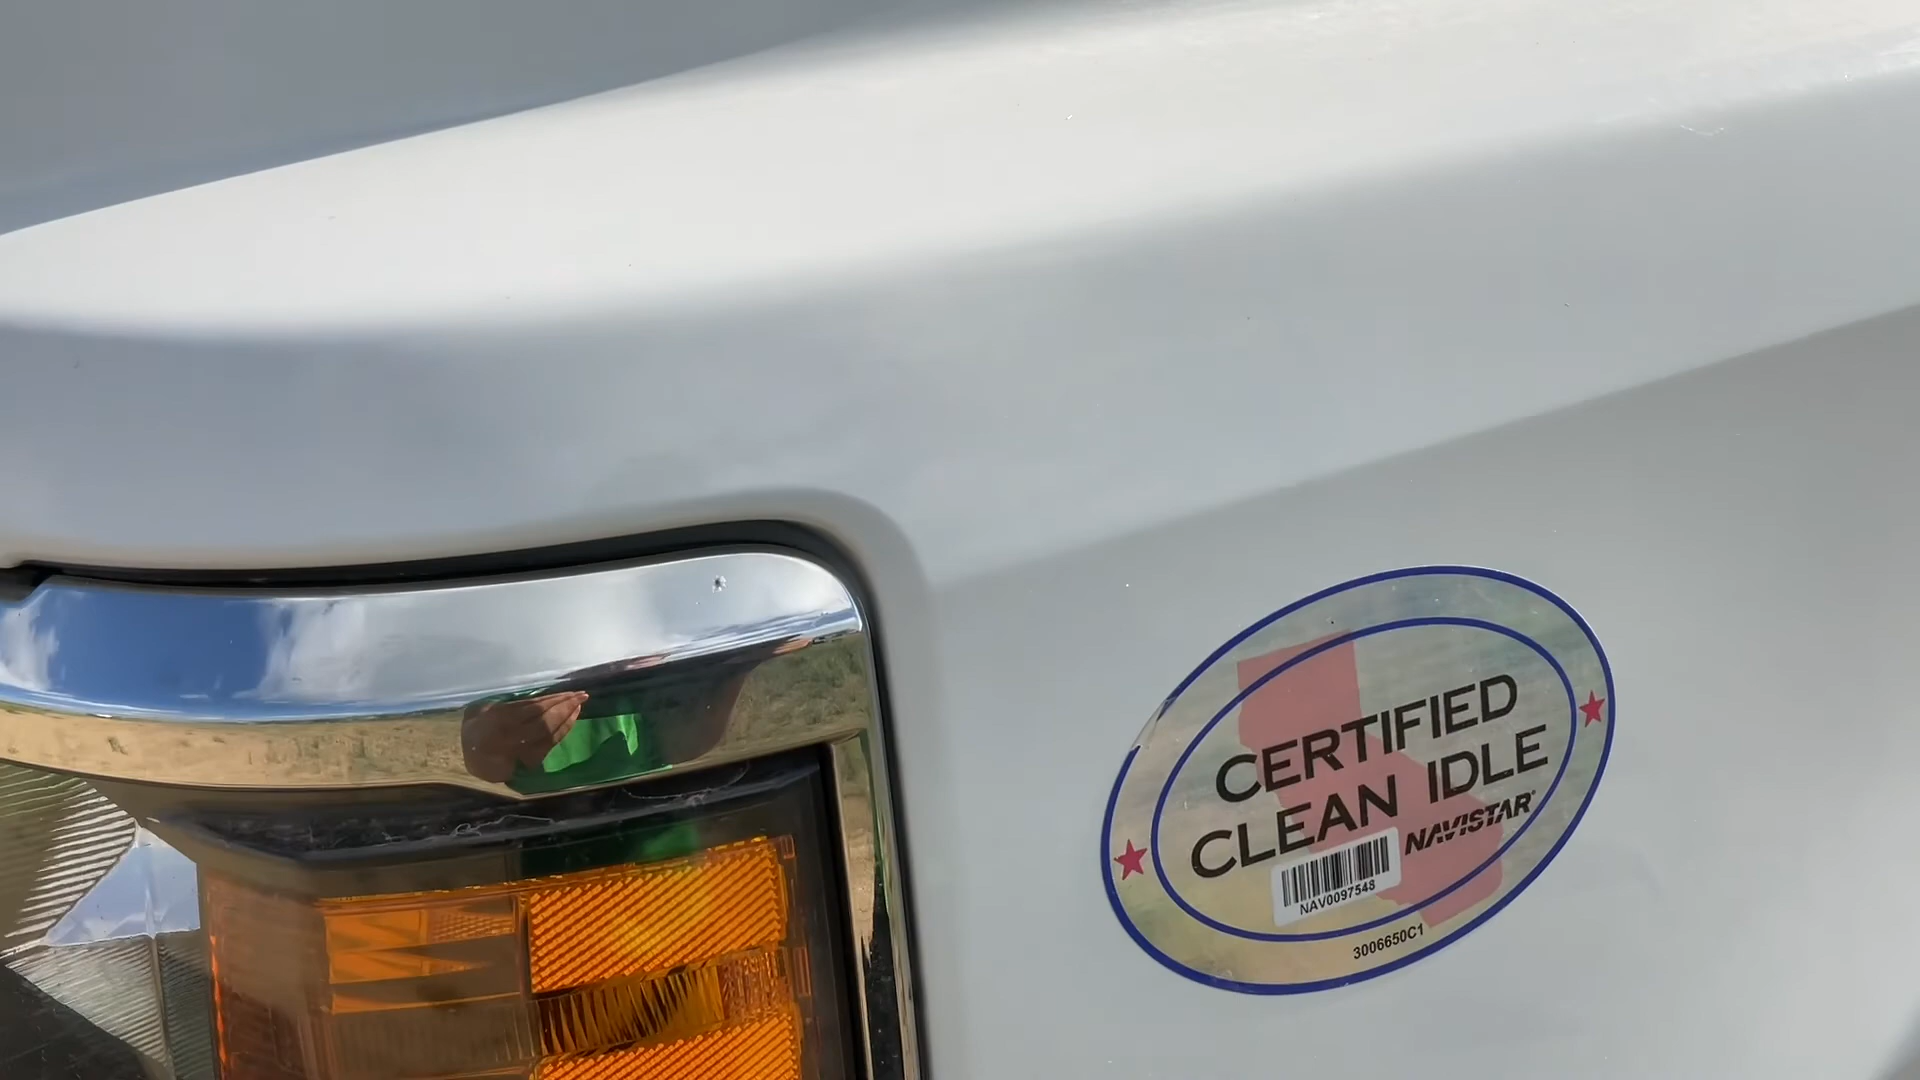 CERTIFIED
CLEAN IDLE
NAVISTAR
NAV0097548
3006650C1